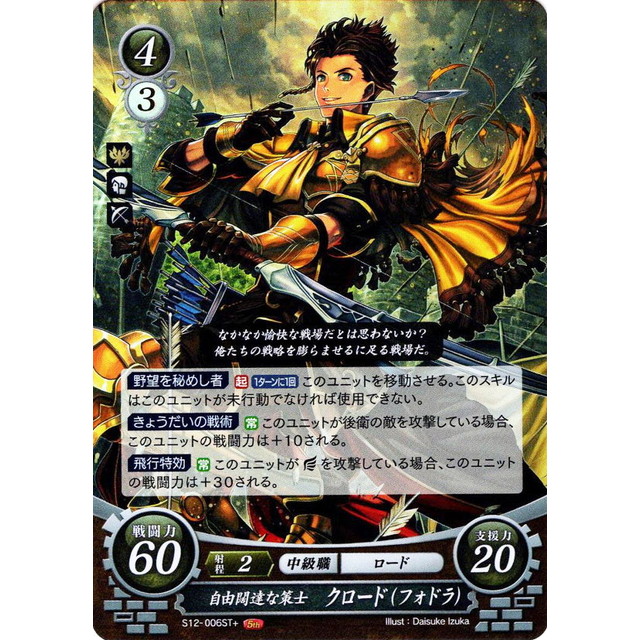 4
3
なかなか愉快な戦場だとは思わないか？
俺たちの戦略を膨らませるに足る戦場だ。
野望を秘めし者 起 1ターンに1回 このユニットを移動させる。このスキル
はこのユニットが未行動でなければ使用できない。
きょうだいの戦術 常 このユニットが後衛の敵を攻撃している場合、
このユニットの戦闘力は＋10される。
飛行特効 常 このユニットが を攻撃している場合、このユニット
の戦闘力は＋30される。
戦闘力
60
射程 2
中級職
ロード
支援力
20
自由闊達な策士 クロード（フォドラ）
S12-006ST+ 5th
Illust：Daisuke Izuka